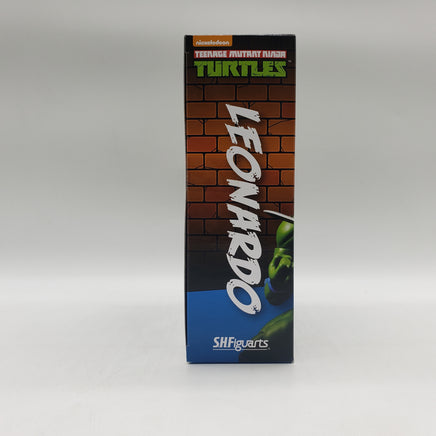 nickelodeon
TEENAGE MUTANT NINJA
TURTLES
LEONARDO
S.H.Figuarts